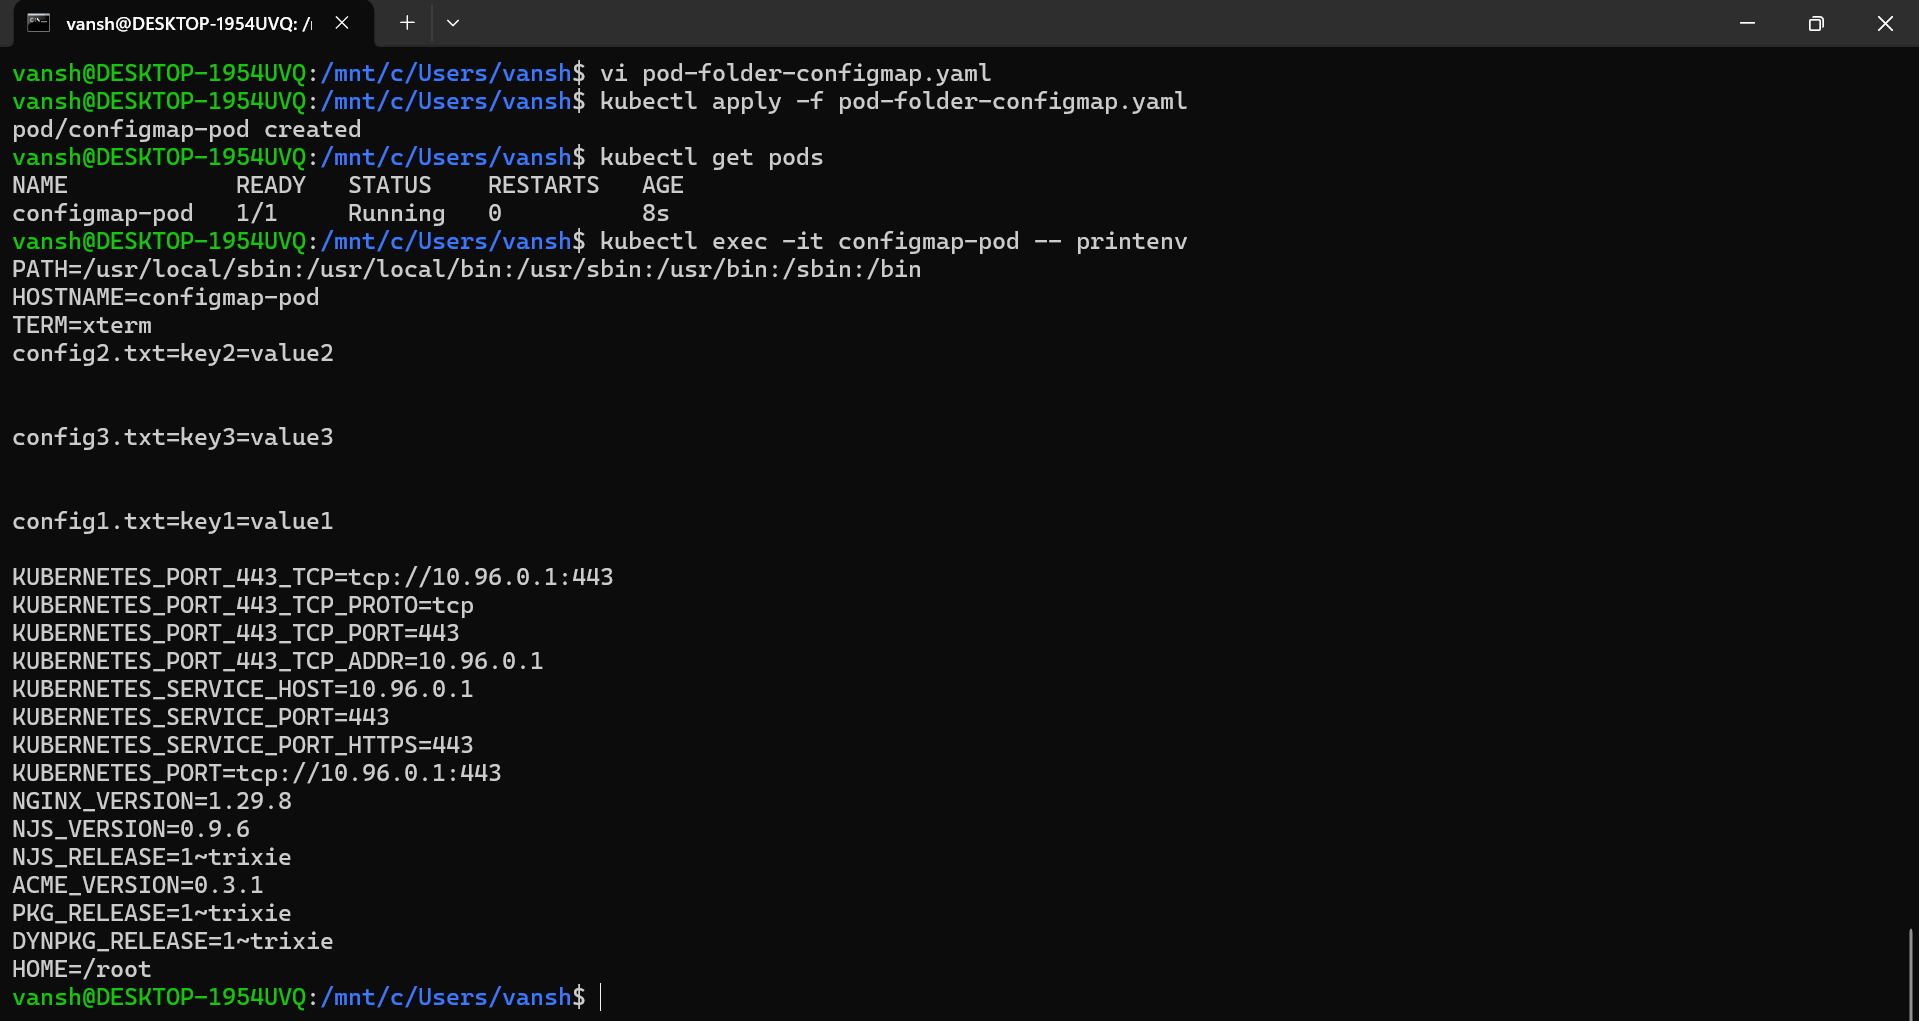 vansh@DESKTOP-1954UVQ: /
vansh@DESKTOP-1954UVQ:/mnt/c/Users/vansh$ vi pod-folder-configmap.yaml
vansh@DESKTOP-1954UVQ:/mnt/c/Users/vansh$ kubectl apply -f pod-folder-configmap.yaml
pod/configmap-pod created
vansh@DESKTOP-1954UVQ:/mnt/c/Users/vansh$ kubectl get pods
NAME            READY   STATUS    RESTARTS   AGE
configmap-pod   1/1     Running   0          8s
vansh@DESKTOP-1954UVQ:/mnt/c/Users/vansh$ kubectl exec -it configmap-pod -- printenv
PATH=/usr/local/sbin:/usr/local/bin:/usr/sbin:/usr/bin:/sbin:/bin
HOSTNAME=configmap-pod
TERM=xterm
config2.txt=key2=value2
config3.txt=key3=value3
config1.txt=key1=value1
KUBERNETES_PORT_443_TCP=tcp://10.96.0.1:443
KUBERNETES_PORT_443_TCP_PROTO=tcp
KUBERNETES_PORT_443_TCP_PORT=443
KUBERNETES_PORT_443_TCP_ADDR=10.96.0.1
KUBERNETES_SERVICE_HOST=10.96.0.1
KUBERNETES_SERVICE_PORT=443
KUBERNETES_SERVICE_PORT_HTTPS=443
KUBERNETES_PORT=tcp://10.96.0.1:443
NGINX_VERSION=1.29.8
NJS_VERSION=0.9.6
NJS_RELEASE=1~trixie
ACME_VERSION=0.3.1
PKG_RELEASE=1~trixie
DYNPKG_RELEASE=1~trixie
HOME=/root
vansh@DESKTOP-1954UVQ:/mnt/c/Users/vansh$